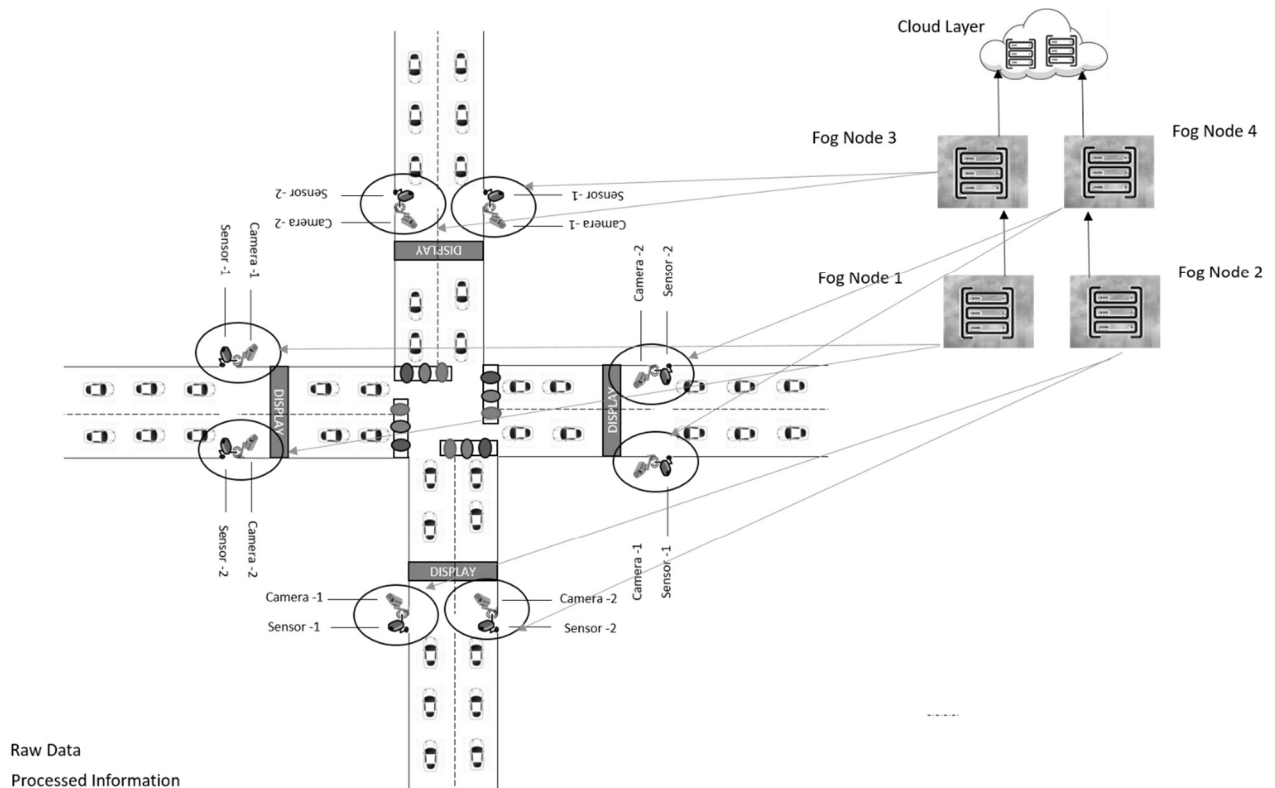 Cloud Layer
Fog Node 3
Fog Node 4
Sensor -2
Sensor -1
Camera -2
Camera -1
DISPLAY
Sensor -1
Camera -1
Camera -2
Sensor -2
Fog Node 1
Fog Node 2
DISPLAY
DISPLAY
Sensor -2
Camera -2
Camera -1
Sensor -1
DISPLAY
Camera -1
Camera -2
Sensor -1
Sensor -2
Raw Data
Processed Information